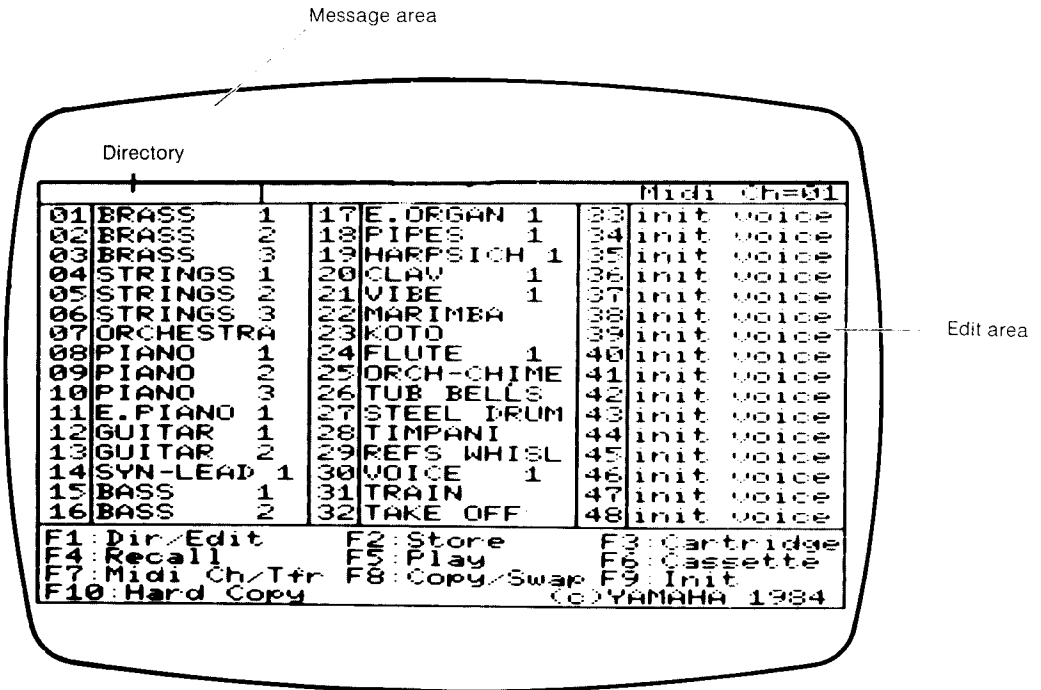 Message area
Directory
Midi Ch=01
01 BRASS 1 17 E.ORGAN 1 33 init voice
02 BRASS 2 18 PIPES 1 34 init voice
03 BRASS 3 19 HARPSICH 1 35 init voice
04 STRINGS 1 20 CLAV 1 36 init voice
05 STRINGS 2 21 VIBE 1 37 init voice
06 STRINGS 3 22 MARIMBA 38 init voice
07 ORCHESTRA 23 KOTO 39 init voice
08 PIANO 1 24 FLUTE 1 40 init voice
09 PIANO 2 25 ORCH-CHIME 41 init voice
10 PIANO 3 26 TUB BELLS 42 init voice
11 E.PIANO 1 27 STEEL DRUM 43 init voice
12 GUITAR 1 28 TIMPANI 44 init voice
13 GUITAR 2 29 REFS WHISL 45 init voice
14 SYN-LEAD 1 30 VOICE 1 46 init voice
15 BASS 1 31 TRAIN 47 init voice
16 BASS 2 32 TAKE OFF 48 init voice
Edit area
F1:Dir/Edit F2:Store F3:Cartridge
F4:Recall F5:Play F6:Cassette
F7:Midi Ch/Tfr F8:Copy/Swap F9:Init
F10:Hard Copy (c)YAMAHA 1984